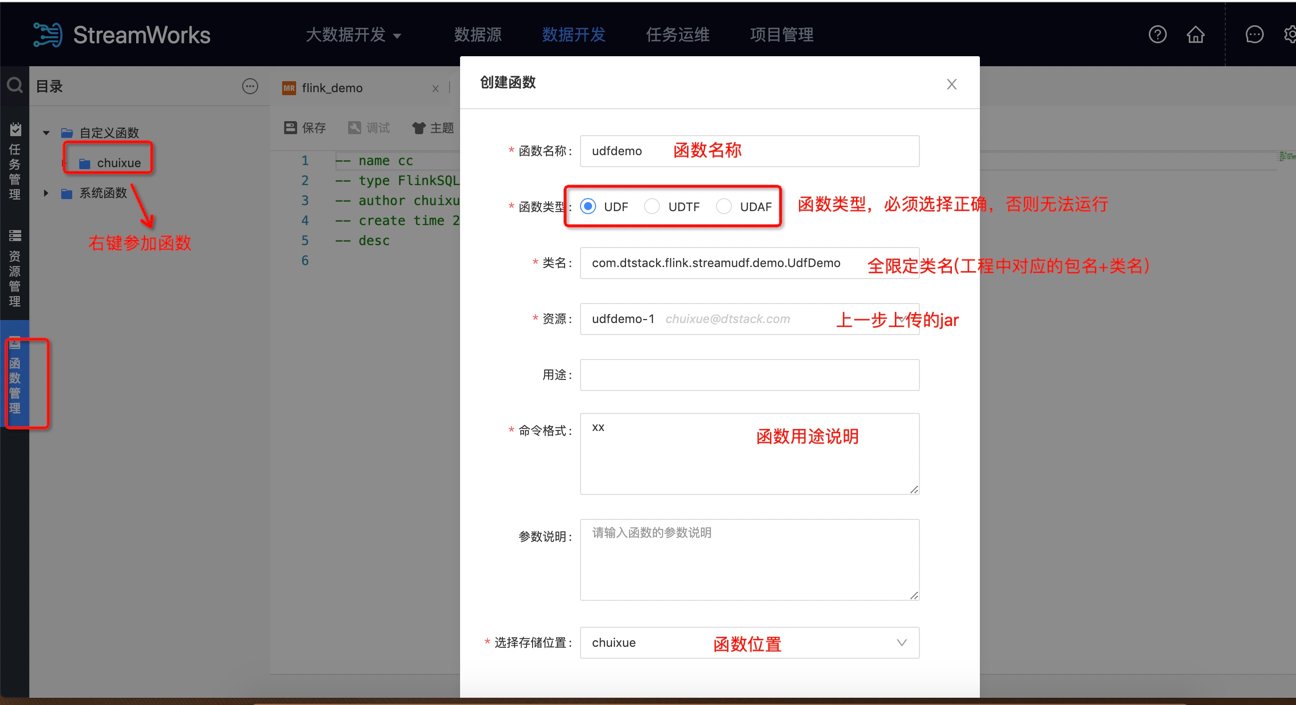 StreamWorks
大数据开发
数据源
数据开发
任务运维
项目管理
目录
自定义函数
chuixue
系统函数
右键参加函数
任务管理
资源管理
函数管理
MR flink_demo x
保存
调试
主题
1 -- name cc
2 -- type FlinkSQL
3 -- author chuixu
4 -- create time 2
5 -- desc
6
创建函数
* 函数名称: udfdemo 函数名称
* 函数类型: UDF UDTF UDAF 函数类型，必须选择正确，否则无法运行
* 类名: com.dtstack.flink.streamudf.demo.UdfDemo 全限定类名(工程中对应的包名+类名)
* 资源: udfdemo-1 chuixue@dtstack.com 上一步上传的jar
用途:
* 命令格式: xx
函数用途说明
参数说明: 请输入函数的参数说明
* 选择存储位置: chuixue 函数位置